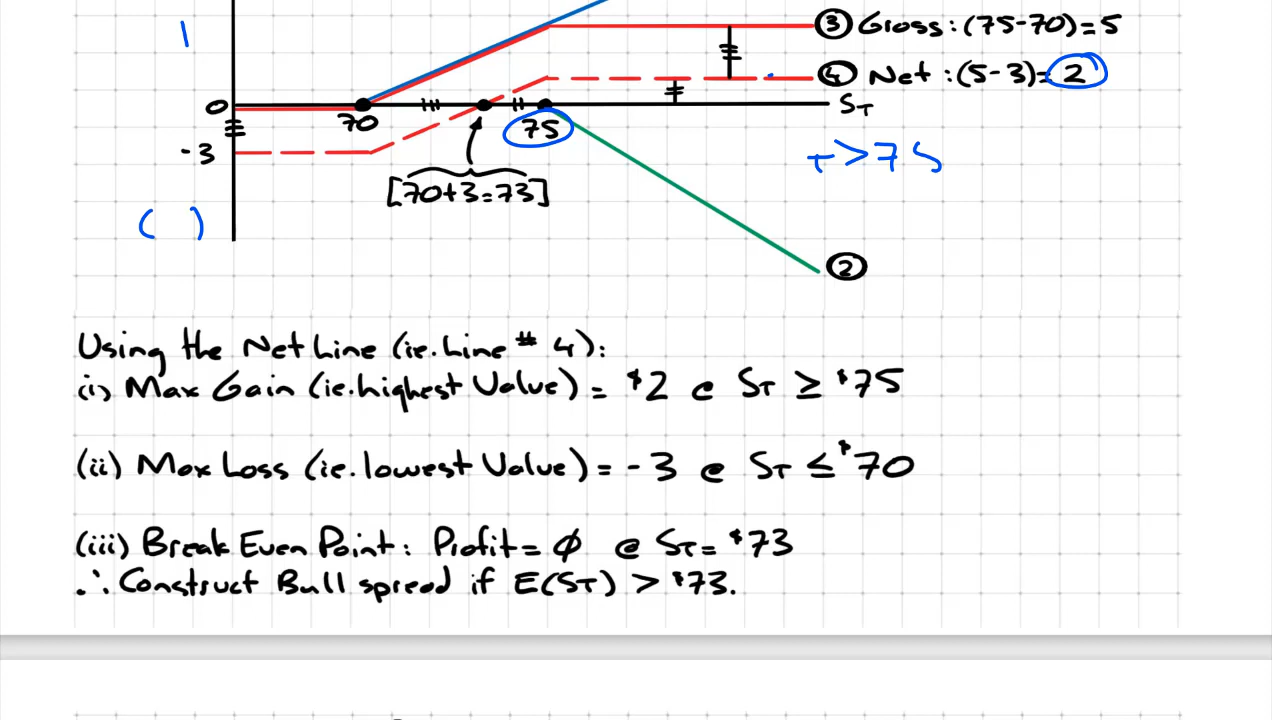 1
③ Gross: (75-70)=5
④ Net : (5-3)=2
0
70
75
ST
-3
T>75
[70+3=73]
( )
②
Using the Net Line (ie. Line # 4):
(i) Max Gain (ie. highest Value) = $2 @ ST ≥ $75
(ii) Max Loss (ie. lowest Value) = -3 @ ST ≤ $70
(iii) Break Even Point: Profit = ∅ @ ST = $73
∴ Construct Bull spread if E(ST) > $73.